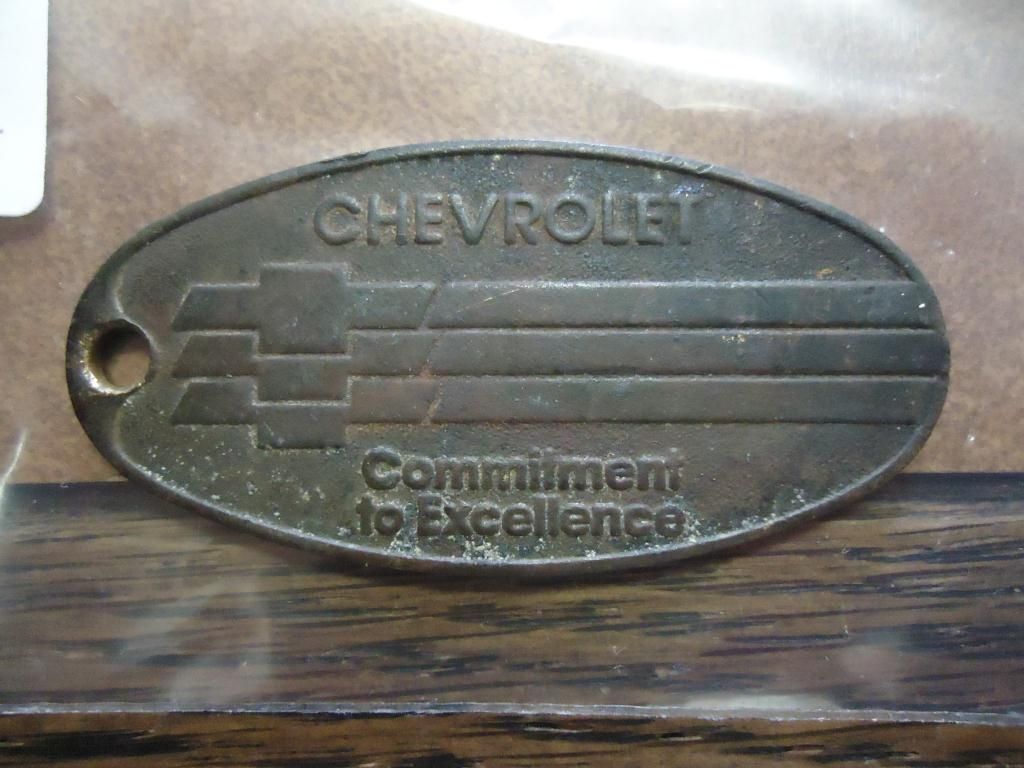 CHEVROLET
Commitment
to Excellence